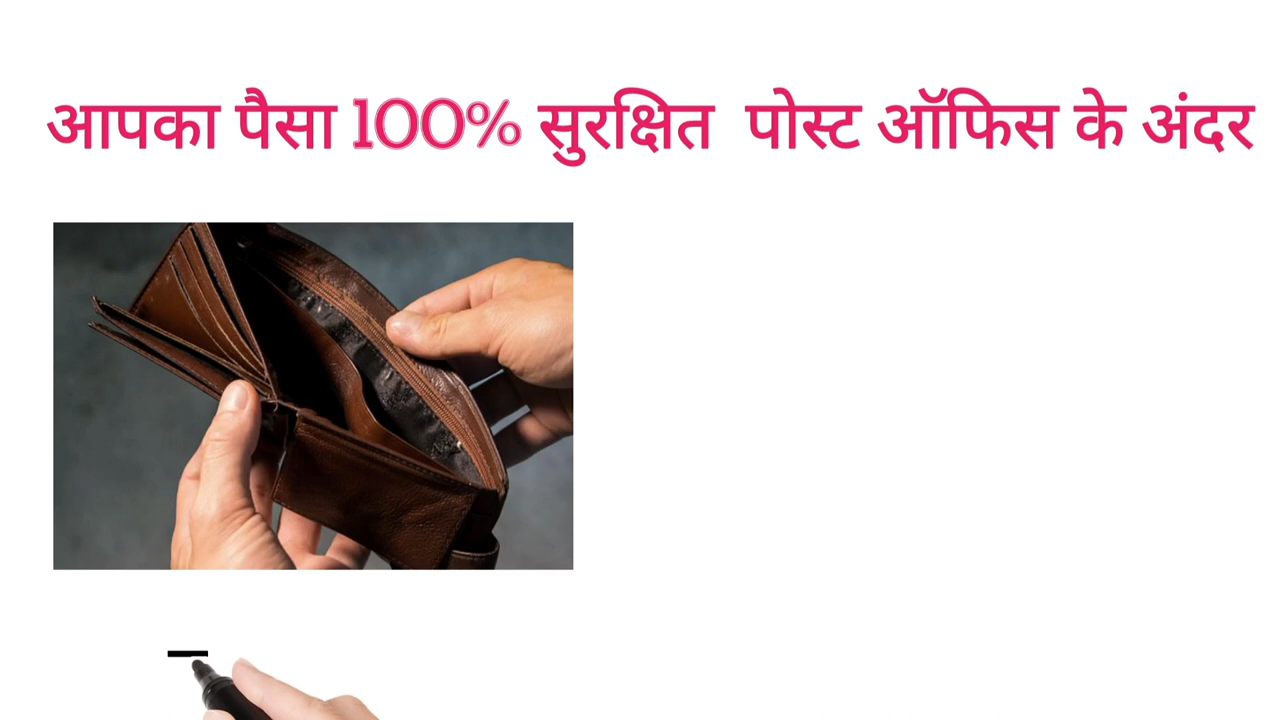 आपका पैसा 100% सुरक्षित पोस्ट ऑफिस के अंदर